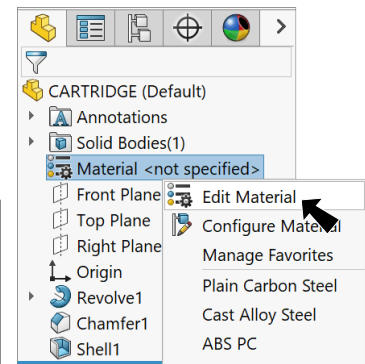 CARTRIDGE (Default)
Annotations
Solid Bodies(1)
Material <not specified>
Front Plane
Edit Material
Top Plane
Configure Material
Right Plane
Manage Favorites
Origin
Plain Carbon Steel
Revolve1
Cast Alloy Steel
Chamfer1
ABS PC
Shell1